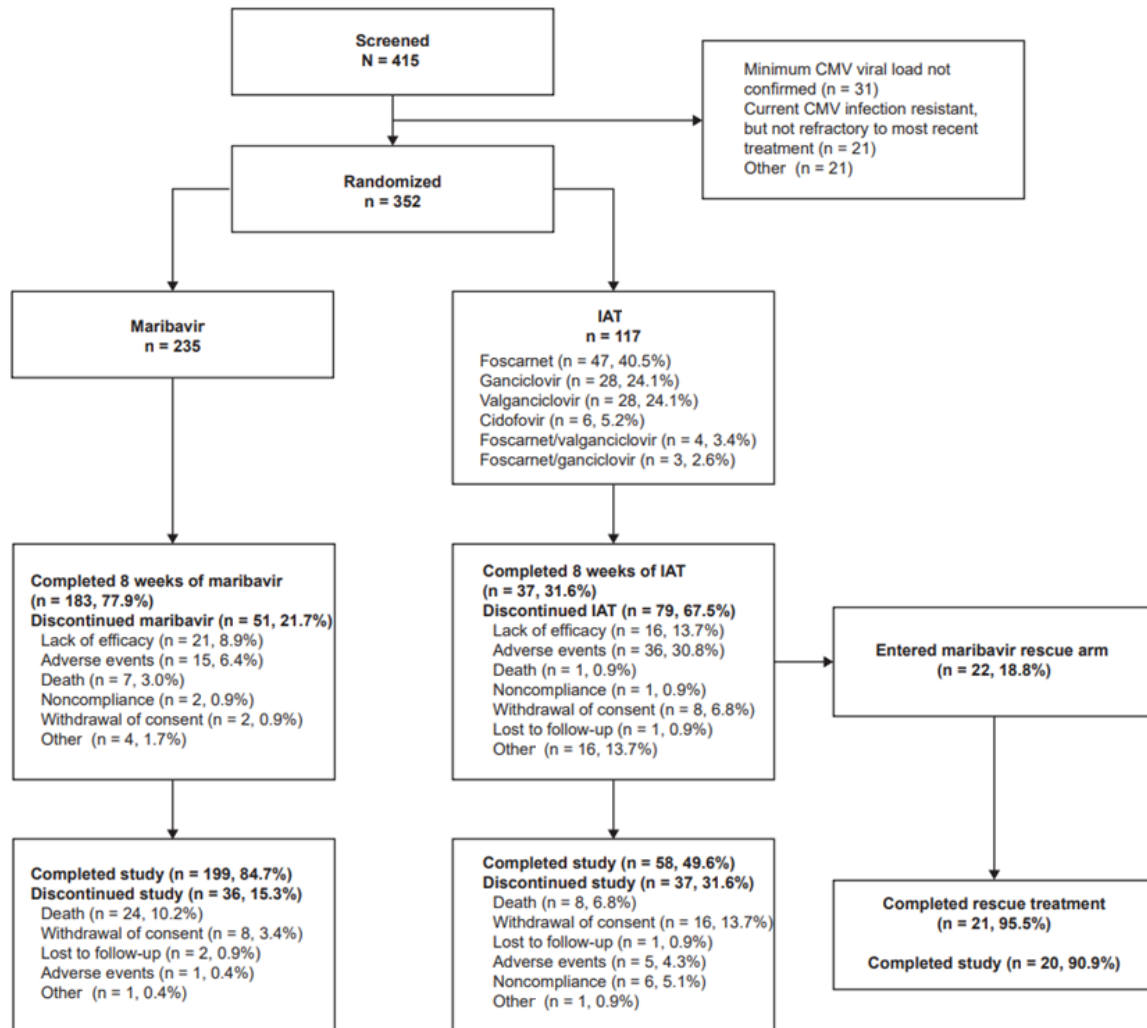 Screened
N = 415
Minimum CMV viral load not
confirmed (n = 31)
Current CMV infection resistant,
but not refractory to most recent
treatment (n = 21)
Other (n = 21)
Randomized
n = 352
Maribavir
n = 235
IAT
n = 117
Foscarnet (n = 47, 40.5%)
Ganciclovir (n = 28, 24.1%)
Valganciclovir (n = 28, 24.1%)
Cidofovir (n = 6, 5.2%)
Foscarnet/valganciclovir (n = 4, 3.4%)
Foscarnet/ganciclovir (n = 3, 2.6%)
Completed 8 weeks of maribavir
(n = 183, 77.9%)
Discontinued maribavir (n = 51, 21.7%)
Lack of efficacy (n = 21, 8.9%)
Adverse events (n = 15, 6.4%)
Death (n = 7, 3.0%)
Noncompliance (n = 2, 0.9%)
Withdrawal of consent (n = 2, 0.9%)
Other (n = 4, 1.7%)
Completed 8 weeks of IAT
(n = 37, 31.6%)
Discontinued IAT (n = 79, 67.5%)
Lack of efficacy (n = 16, 13.7%)
Adverse events (n = 36, 30.8%)
Death (n = 1, 0.9%)
Noncompliance (n = 1, 0.9%)
Withdrawal of consent (n = 8, 6.8%)
Lost to follow-up (n = 1, 0.9%)
Other (n = 16, 13.7%)
Entered maribavir rescue arm
(n = 22, 18.8%)
Completed study (n = 199, 84.7%)
Discontinued study (n = 36, 15.3%)
Death (n = 24, 10.2%)
Withdrawal of consent (n = 8, 3.4%)
Lost to follow-up (n = 2, 0.9%)
Adverse events (n = 1, 0.4%)
Other (n = 1, 0.4%)
Completed study (n = 58, 49.6%)
Discontinued study (n = 37, 31.6%)
Death (n = 8, 6.8%)
Withdrawal of consent (n = 16, 13.7%)
Lost to follow-up (n = 1, 0.9%)
Adverse events (n = 5, 4.3%)
Noncompliance (n = 6, 5.1%)
Other (n = 1, 0.9%)
Completed rescue treatment
(n = 21, 95.5%)
Completed study (n = 20, 90.9%)